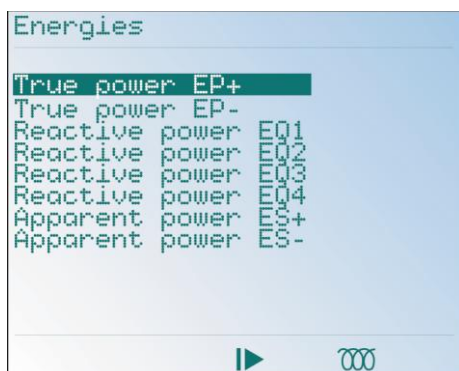 Energies
True power EP+
True power EP-
Reactive power EQ1
Reactive power EQ2
Reactive power EQ3
Reactive power EQ4
Apparent power ES+
Apparent power ES-